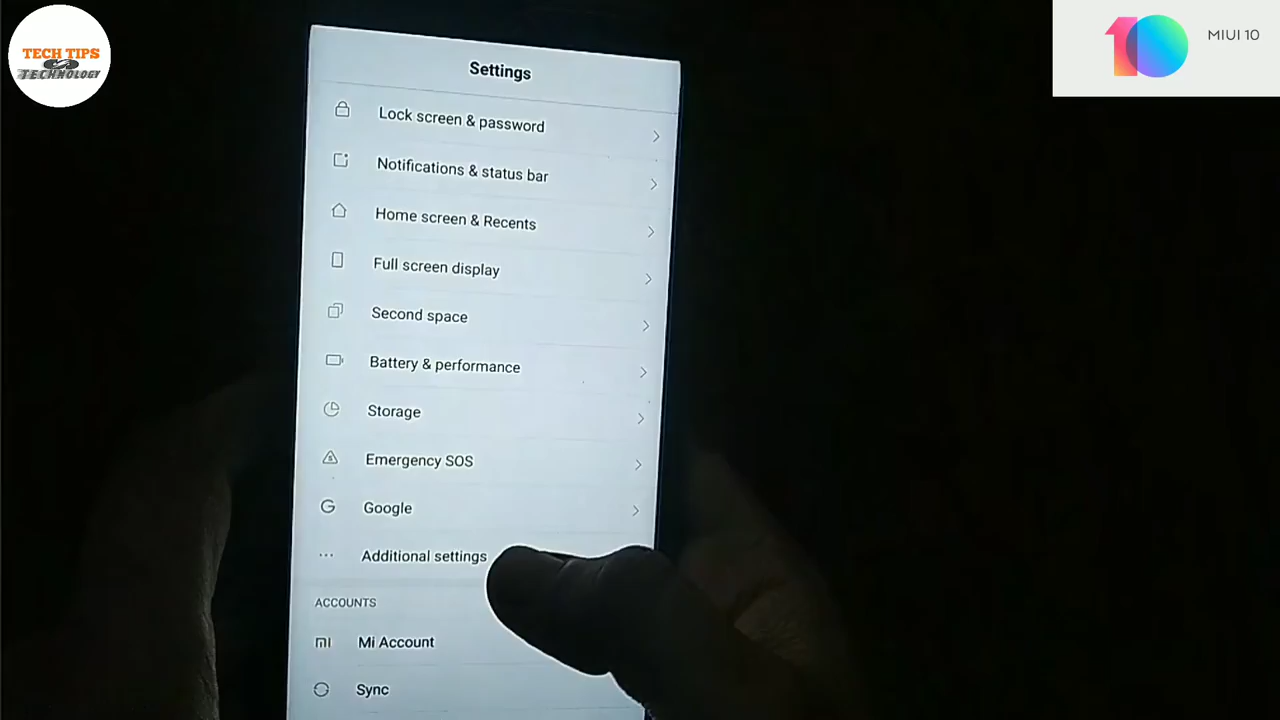 TECH TIPS
TECHNOLOGY
10
MIUI 10
Settings
Lock screen & password
Notifications & status bar
Home screen & Recents
Full screen display
Second space
Battery & performance
Storage
Emergency SOS
Google
Additional settings
ACCOUNTS
Mi Account
Sync